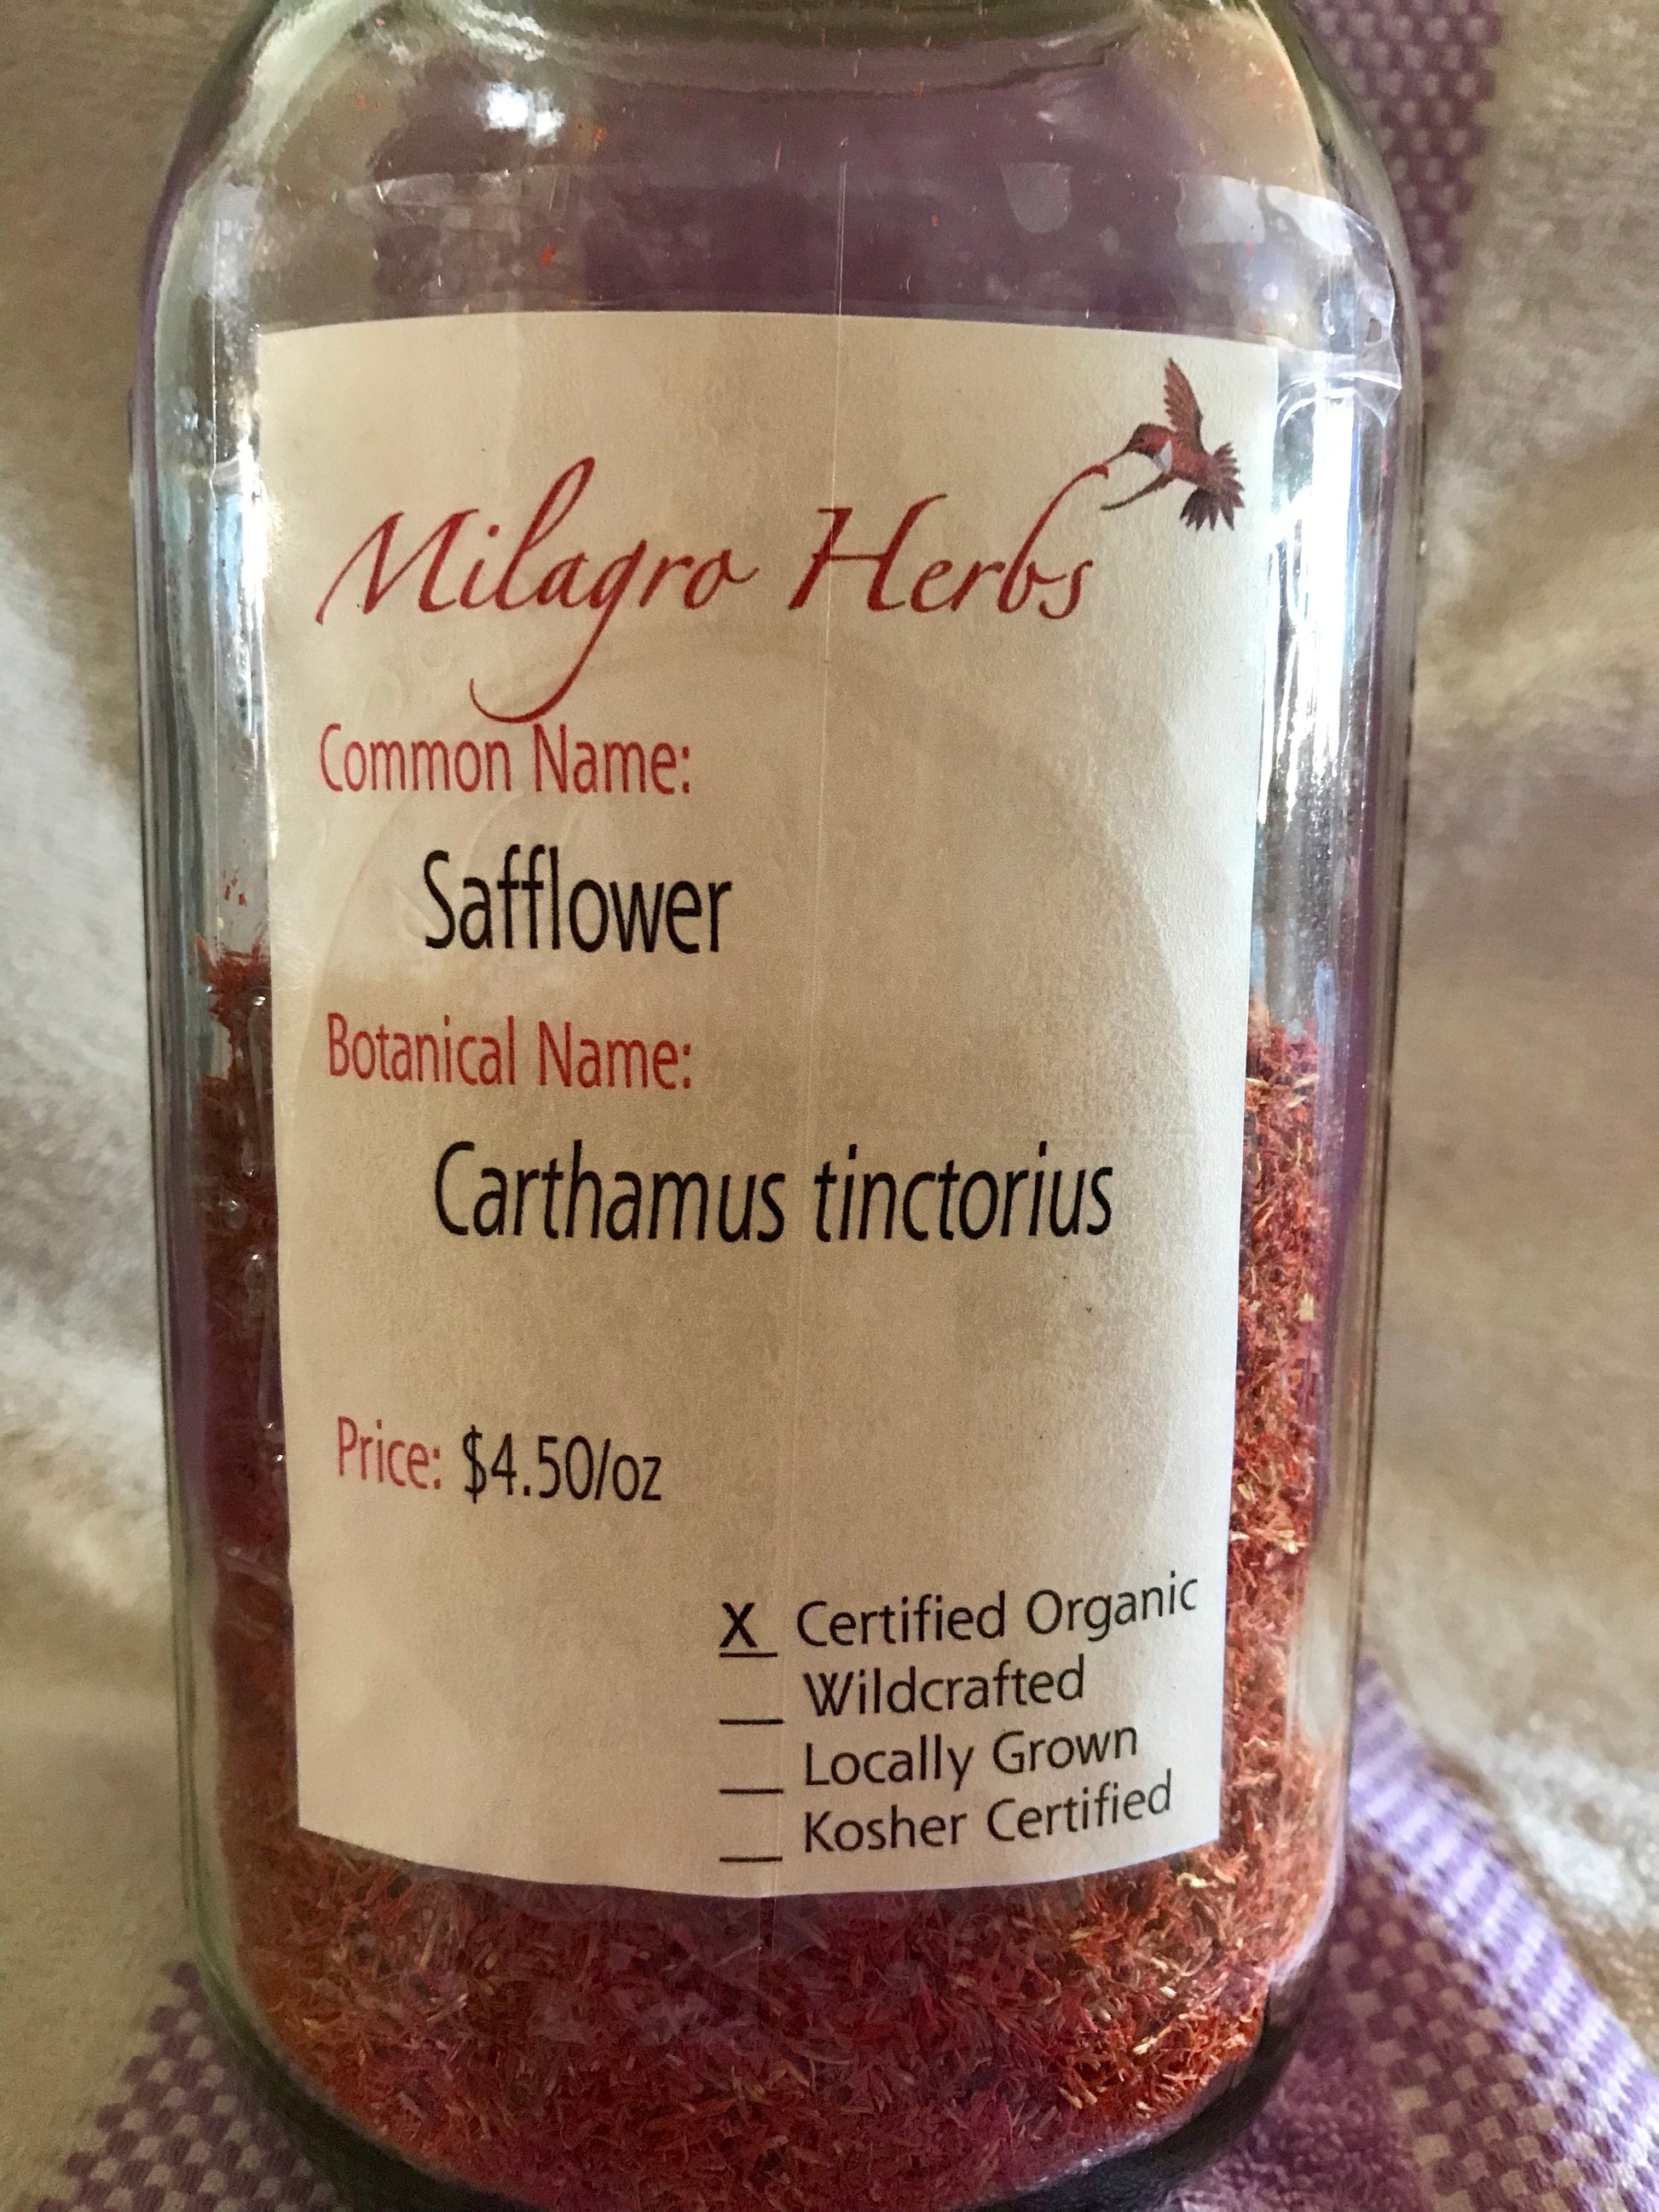 Milagro Herbs
Common Name:
Safflower
Botanical Name:
Carthamus tinctorius
Price: $4.50/oz
X Certified Organic
__ Wildcrafted
__ Locally Grown
__ Kosher Certified